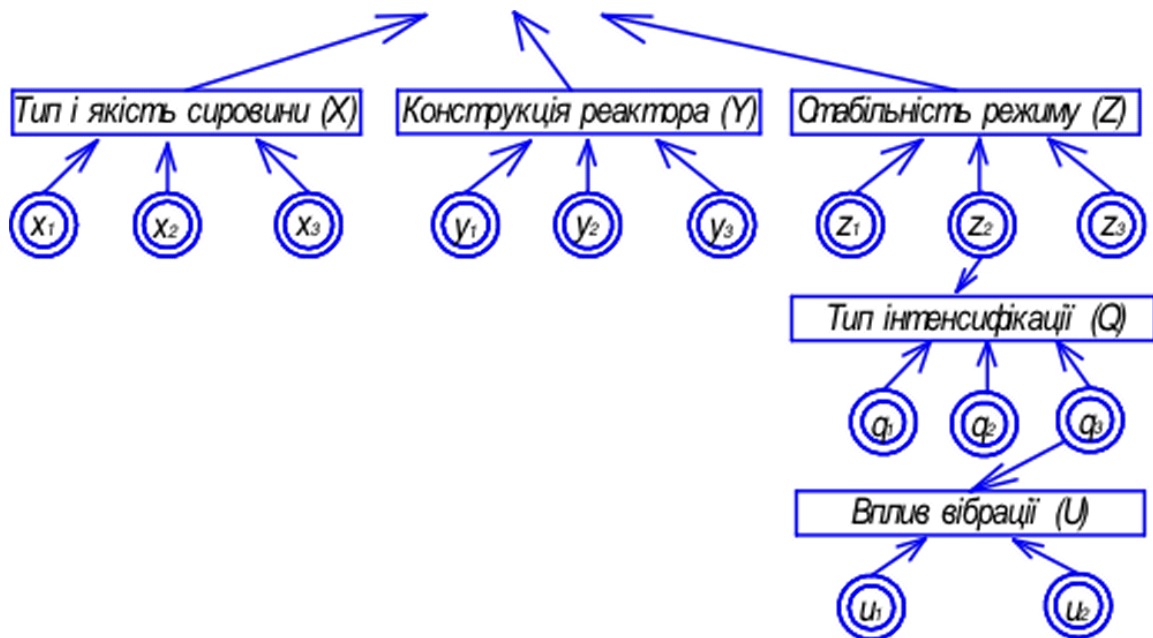 Тип і якість сировини (X) Конструкція реактора (Y) Стабільність режиму (Z)
x1 x2 x3 y1 y2 y3 z1 z2 z3
Тип інтенсифікації (Q)
q1 q2 q3
Вплив вібрації (U)
u1 u2